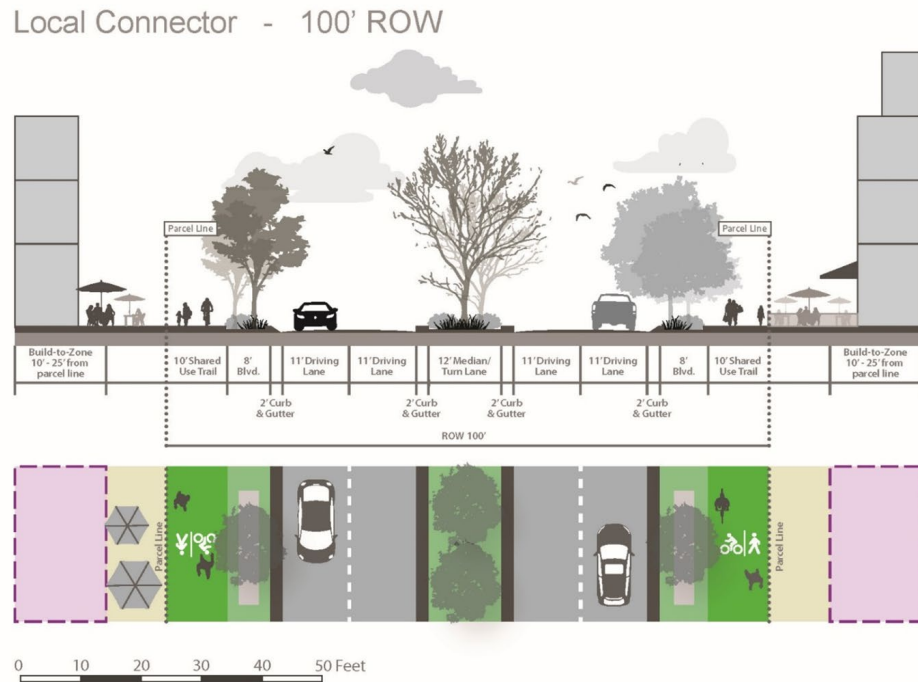 Local Connector - 100' ROW
Parcel Line
Parcel Line
Build-to-Zone
10' - 25' from
parcel line
10' Shared
Use Trail
8'
Blvd.
11' Driving
Lane
11' Driving
Lane
12' Median/
Turn Lane
11' Driving
Lane
11' Driving
Lane
8'
Blvd.
10' Shared
Use Trail
Build-to-Zone
10' - 25' from
parcel line
2' Curb
& Gutter
2' Curb
& Gutter
2' Curb
& Gutter
2' Curb
& Gutter
ROW 100'
Parcel Line
Parcel Line
0 10 20 30 40 50 Feet